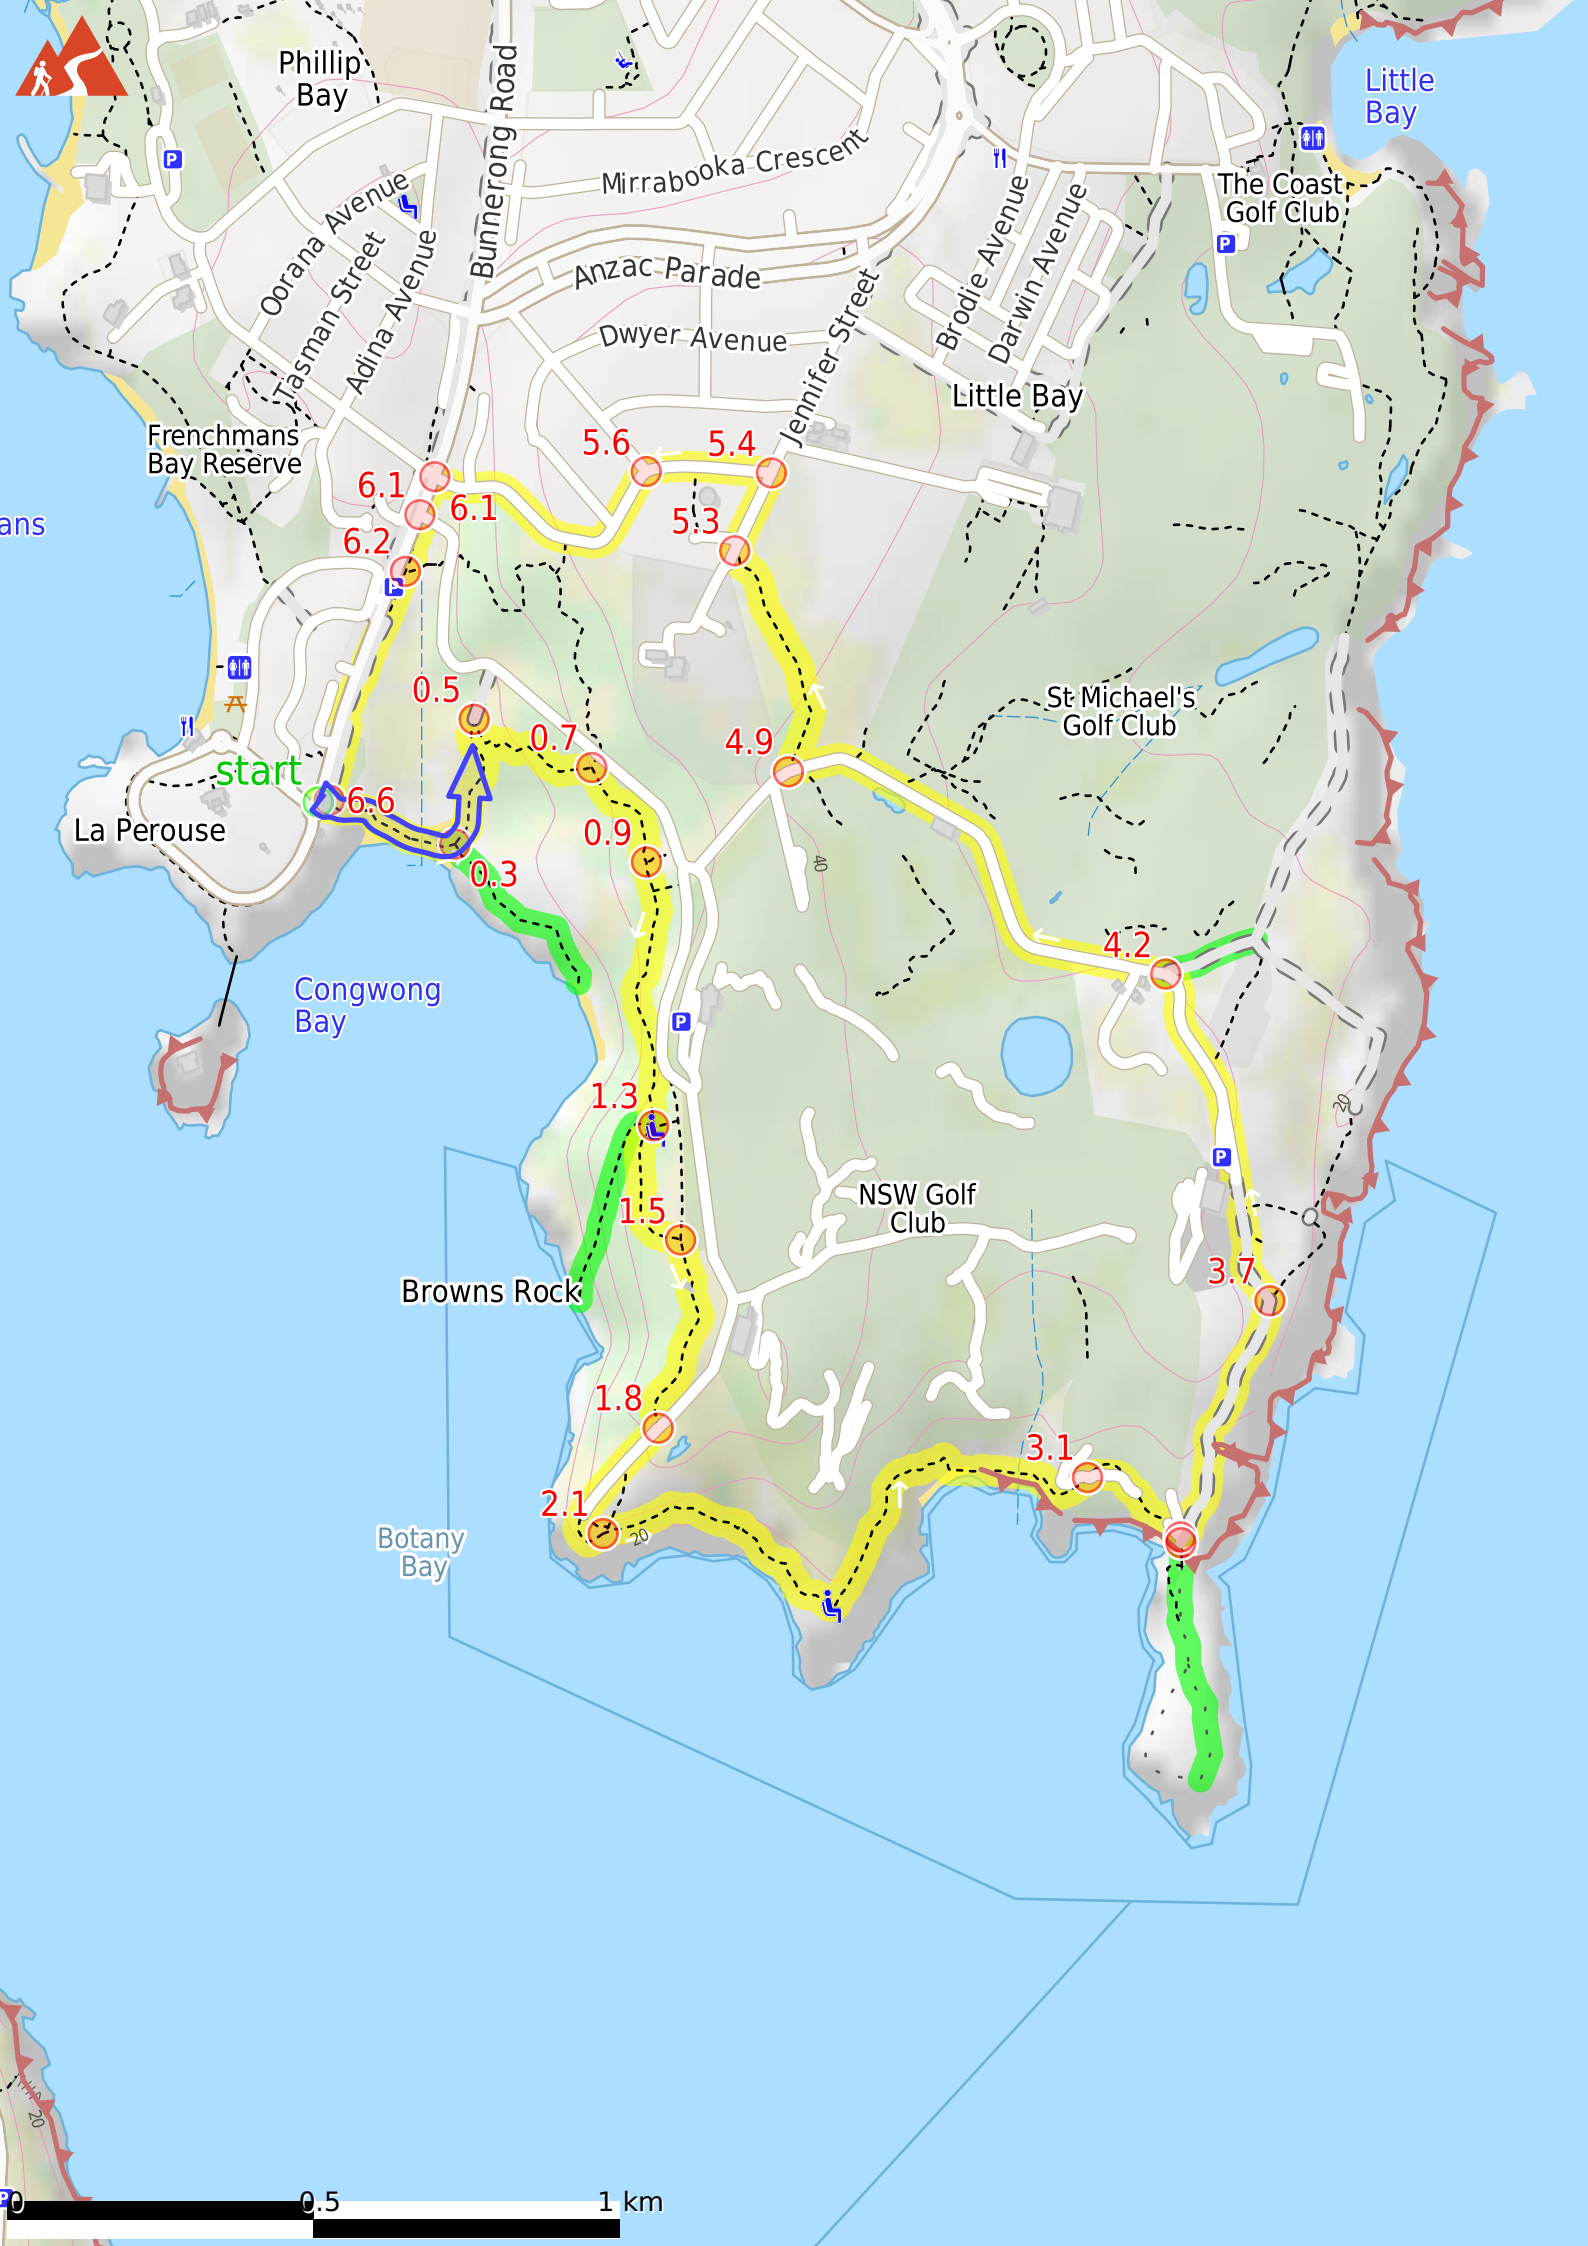 Phillip
Bay
Bunnerong Road
Little
Bay
Mirrabooka Crescent
The Coast
Golf Club
Oorana Avenue
Tasman Street
Adina Avenue
Anzac Parade
Brodie Avenue
Darwin Avenue
Dwyer Avenue
Jennifer Street
Little Bay
Frenchmans
Bay Reserve
5.6
5.4
6.1
6.1
5.3
ans
6.2
0.5
St Michael's
Golf Club
0.7
4.9
start
6.6
La Perouse
0.9
40
0.3
4.2
Congwong
Bay
P
1.3
20
P
NSW Golf
Club
1.5
Browns Rock
3.7
1.8
3.1
2.1
20
Botany
Bay
20
0
0.5
1 km
P
P
P
P